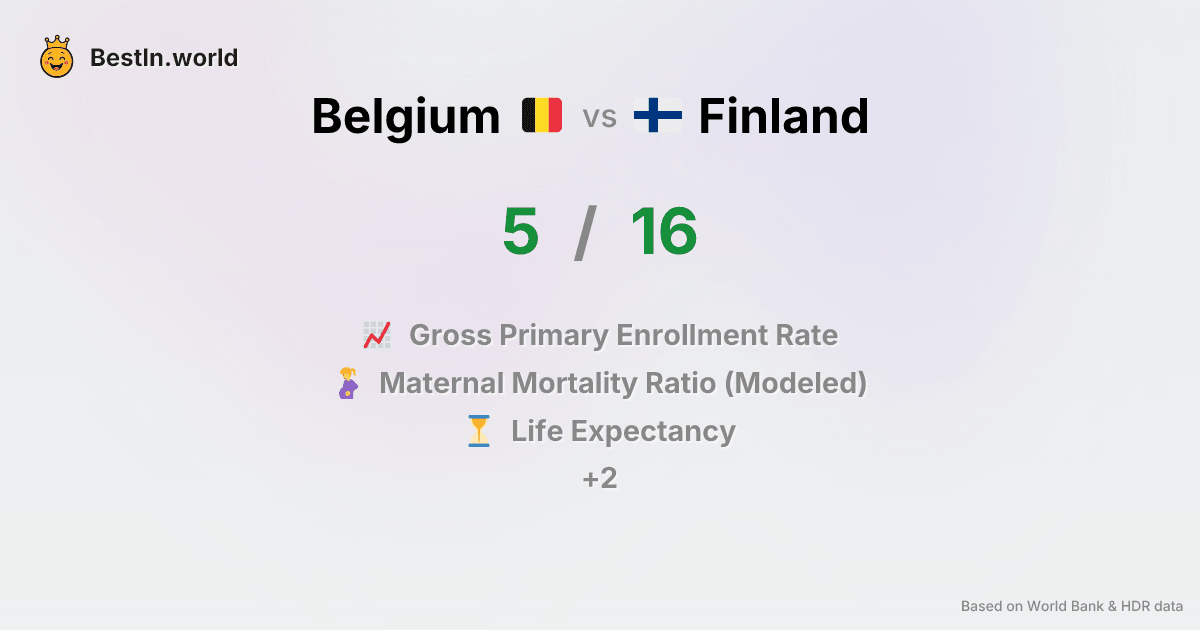 BestIn.world
Belgium vs Finland
5 / 16
Gross Primary Enrollment Rate
Maternal Mortality Ratio (Modeled)
Life Expectancy
+2
Based on World Bank & HDR data